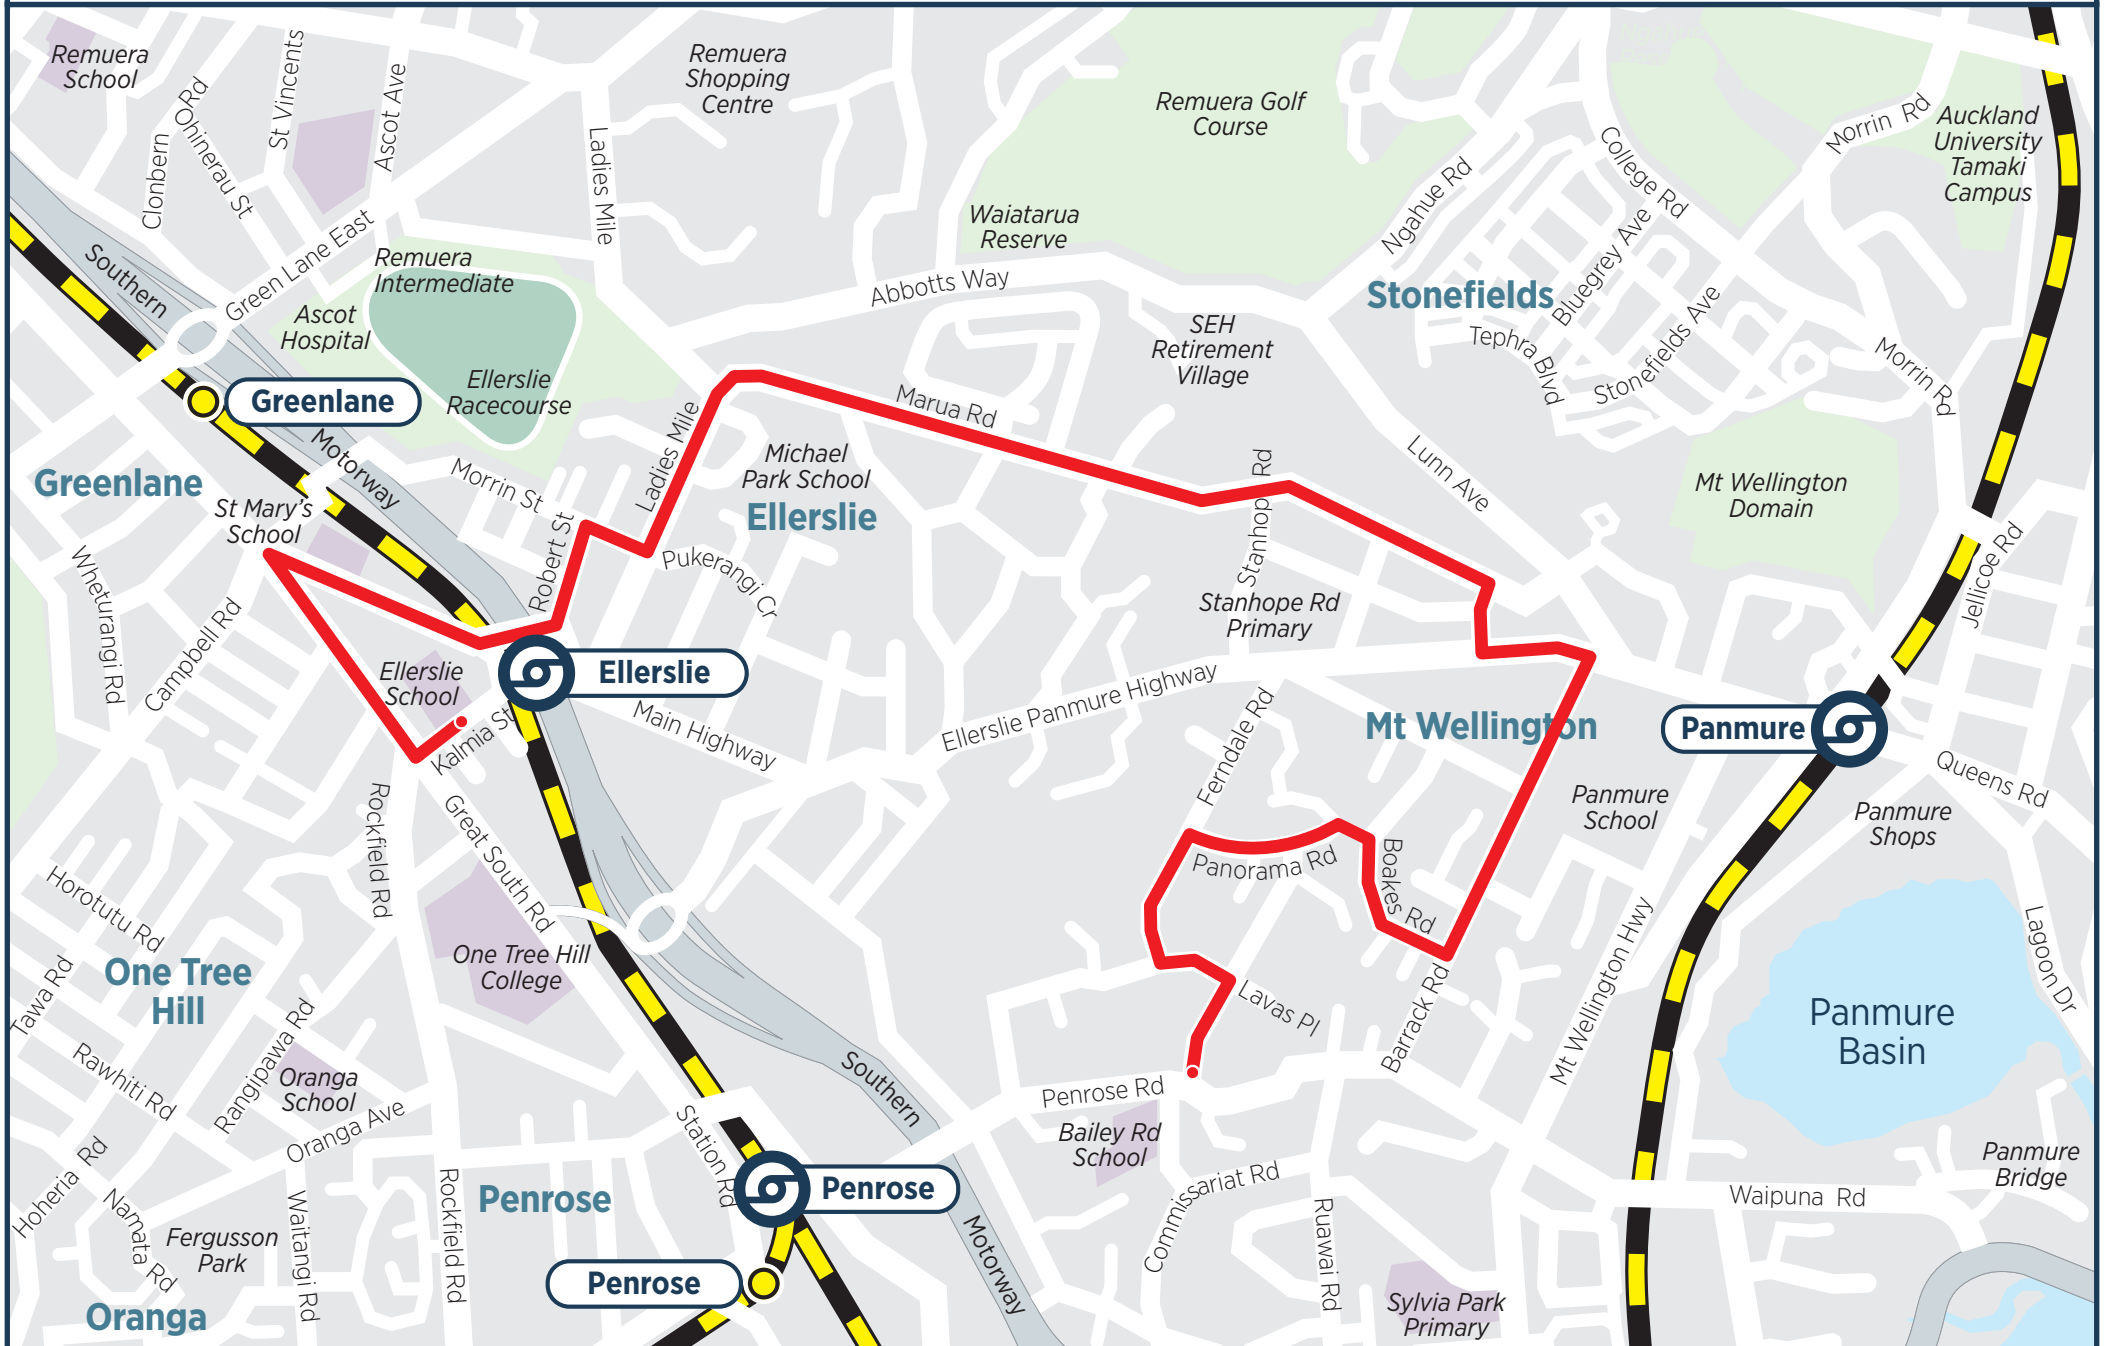 Remuera
School
Clonbern
Rd
Ohinerau St
St Vincents
Ascot Ave
Ladies Mile
Remuera
Shopping
Centre
Remuera Golf
Course
Waiatarua
Reserve
Abbotts Way
Ngahue Rd
College Rd
Bluegrey Ave
Stonefields
Tephra Blvd
Stonefields Ave
Morrin Rd
Auckland
University
Tamaki
Campus
Morrin Rd
Southern
Green Lane East
Remuera
Intermediate
Ascot
Hospital
Ellerslie
Racecourse
Greenlane
Motorway
Greenlane
St Mary's
School
Morrin St
Robert St
Ladies Mile
Pukerangi Cr
Michael
Park School
Ellerslie
Marua Rd
SEH
Retirement
Village
Stanhope Rd
Stanhope Rd
Primary
Lunn Ave
Mt Wellington
Domain
Jellicoe Rd
Wheturangi Rd
Campbell Rd
Ellerslie
School
Ellerslie
Kalmia St
Main Highway
Ellerslie Panmure Highway
Ferndale Rd
Mt Wellington
Panmure
Panmure
School
Panmure
Shops
Queens Rd
Lagoon Dr
Rockfield Rd
Great South Rd
Panorama Rd
Boakes Rd
Barrack Rd
Lavas Pl
Mt Wellington Hwy
Panmure
Basin
Horotutu Rd
One Tree
Hill
Tawa Rd
Rawhiti Rd
Rangipawa Rd
Oranga
School
Oranga Ave
One Tree Hill
College
Southern
Station Rd
Penrose Rd
Bailey Rd
School
Commissariat Rd
Ruawai Rd
Panmure
Bridge
Waipuna Rd
Hoheria Rd
Namata Rd
Fergusson
Park
Waitangi Rd
Rockfield Rd
Penrose
Penrose
Penrose
Motorway
Oranga
Sylvia Park
Primary